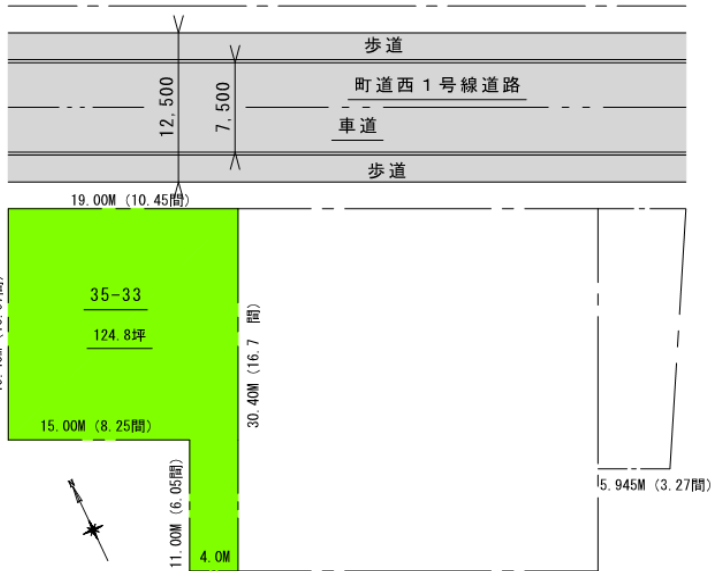 歩道
町道西１号線道路
12,500
7,500
車道
歩道
19.00M (10.45間)
35-33
124.8坪
30.40M (16.7 間)
15.00M (8.25間)
11.00M (6.05間)
4.0M
5.945M (3.27間)